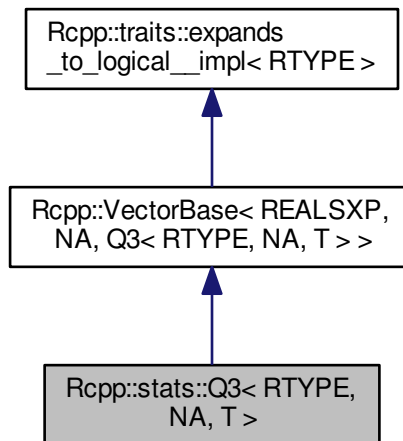 Rcpp::traits::expands
_to_logical__impl< RTYPE >
Rcpp::VectorBase< REALSXP,
NA, Q3< RTYPE, NA, T > >
Rcpp::stats::Q3< RTYPE,
NA, T >